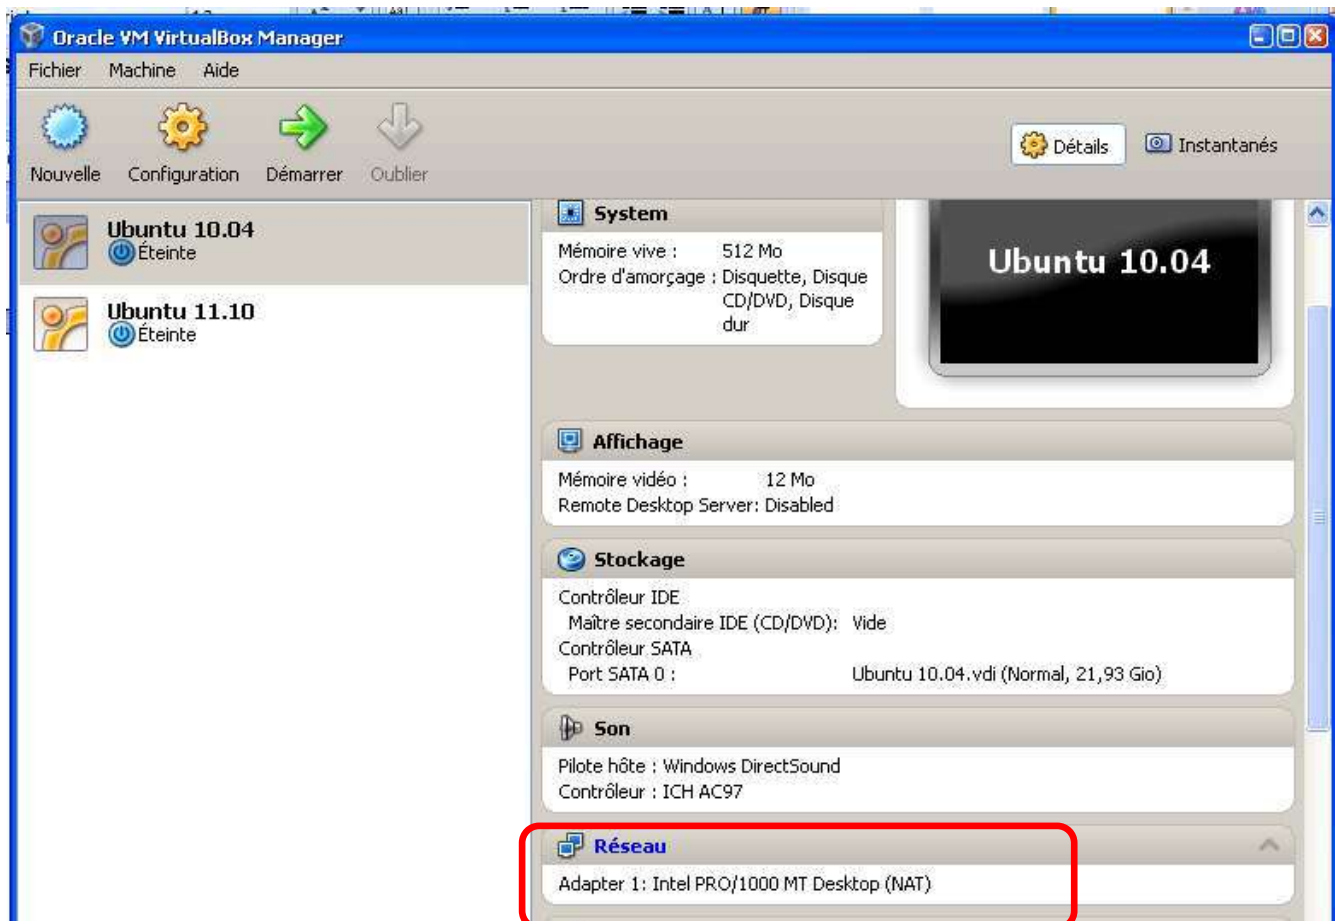 Oracle VM VirtualBox Manager
Fichier Machine Aide
Nouvelle Configuration Démarrer Oublier
Détails Instantanés
Ubuntu 10.04
Éteinte
Ubuntu 11.10
Éteinte
System
Mémoire vive : 512 Mo
Ordre d'amorçage : Disquette, Disque
CD/DVD, Disque
dur
Ubuntu 10.04
Affichage
Mémoire vidéo : 12 Mo
Remote Desktop Server: Disabled
Stockage
Contrôleur IDE
Maître secondaire IDE (CD/DVD): Vide
Contrôleur SATA
Port SATA 0 : Ubuntu 10.04.vdi (Normal, 21,93 Gio)
Son
Pilote hôte : Windows DirectSound
Contrôleur : ICH AC97
Réseau
Adapter 1: Intel PRO/1000 MT Desktop (NAT)